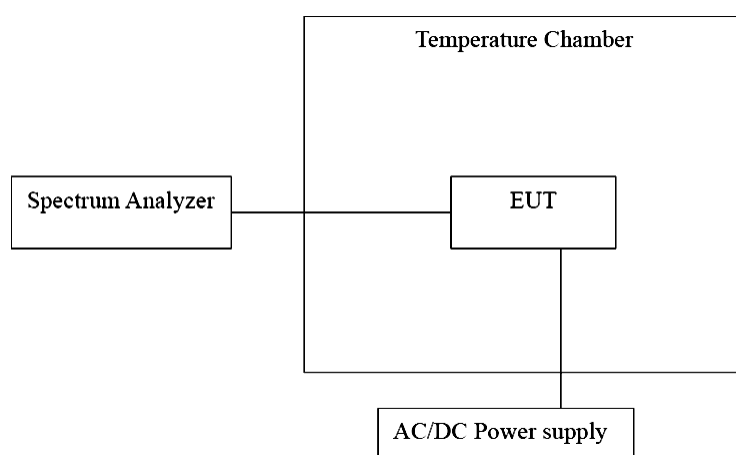 Temperature Chamber
Spectrum Analyzer
EUT
AC/DC Power supply